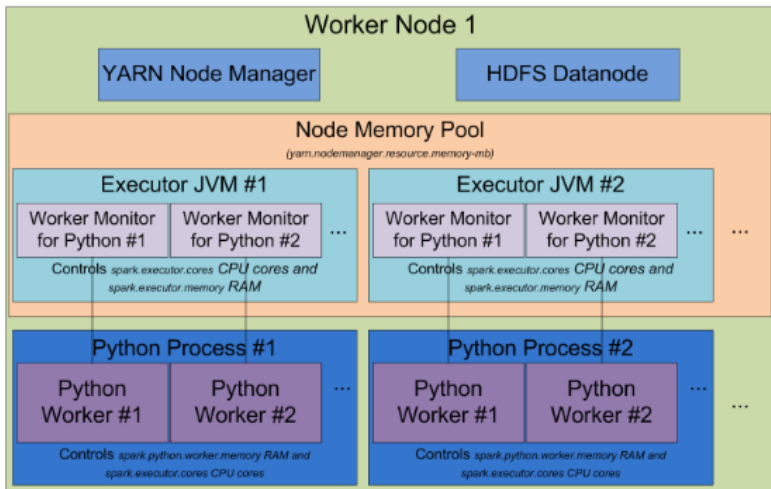 Worker Node 1
YARN Node Manager
HDFS Datanode
Node Memory Pool
(yarn.nodemanager.resource.memory-mb)
Executor JVM #1
Worker Monitor
for Python #1
Worker Monitor
for Python #2
...
Controls spark.executor.cores CPU cores and
spark.executor.memory RAM
Executor JVM #2
Worker Monitor
for Python #1
Worker Monitor
for Python #2
...
Controls spark.executor.cores CPU cores and
spark.executor.memory RAM
...
Python Process #1
Python
Worker #1
Python
Worker #2
...
Controls spark.python.worker.memory RAM and
spark.executor.cores CPU cores
Python Process #2
Python
Worker #1
Python
Worker #2
...
Controls spark.python.worker.memory RAM and
spark.executor.cores CPU cores
...